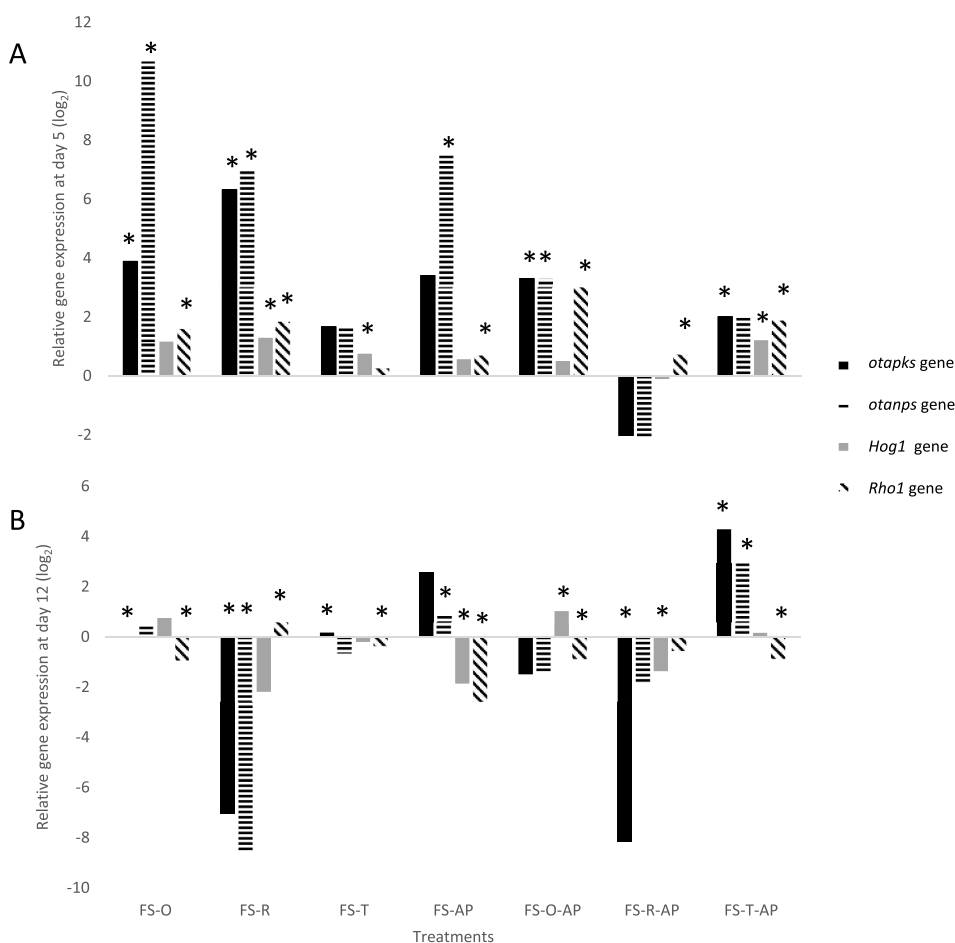 A
Relative gene expression at day 5 (log2)
12
10
8
6
4
2
0
-2
* * * * * * * * * * * * * * * * *
otapks gene
otanps gene
Hog1 gene
Rho1 gene
B
Relative gene expression at day 12 (log2)
6
4
2
0
-2
-4
-6
-8
-10
* * * * * * * * * * * * * * * * *
FS-O FS-R FS-T FS-AP FS-O-AP FS-R-AP FS-T-AP
Treatments